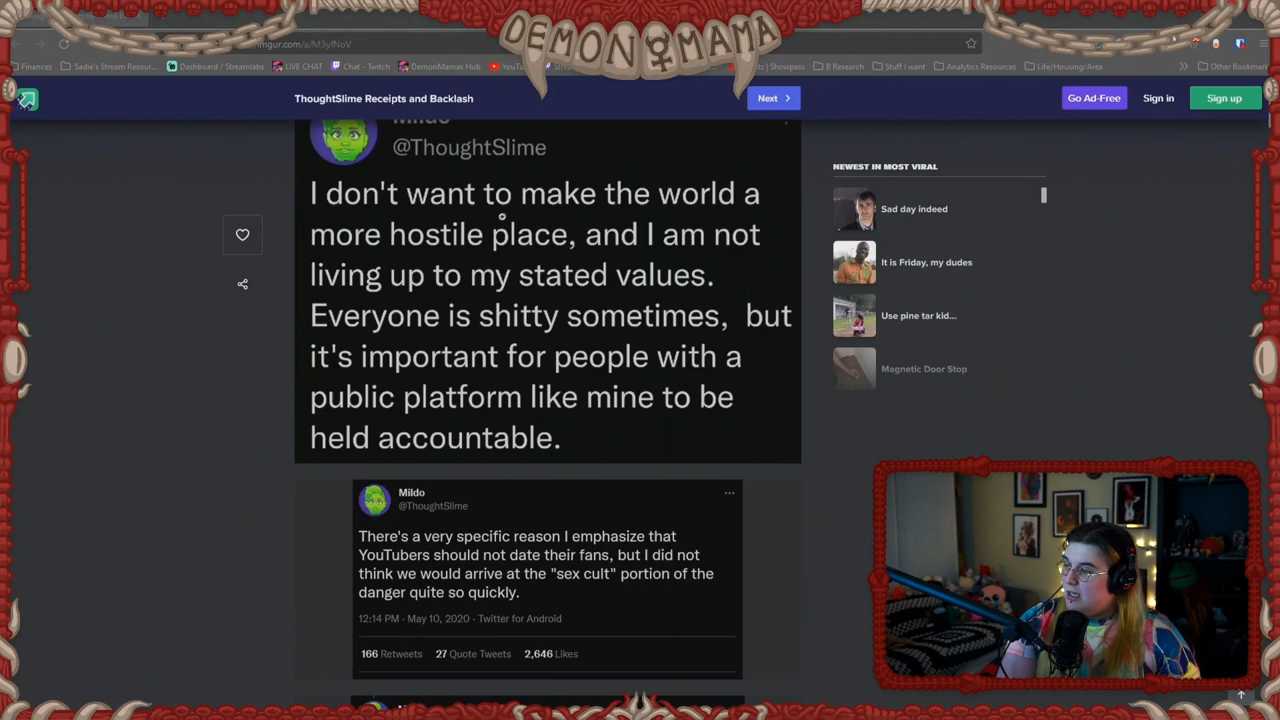 DEMON MAMA
imgur.com/a/M3yfNoV
Finances
Sadie's Stream Resour...
Dashboard / Streamlabs
LIVE CHAT
Chat - Twitch
DemonMamas Hub
| Showpass
B Research
Stuff I want
Analytics Resources
Life/Housing/Area
Other Bookmar
ThoughtSlime Receipts and Backlash
Next
Go Ad-Free
Sign in
Sign up
Mildo
@ThoughtSlime
I don't want to make the world a
more hostile place, and I am not
living up to my stated values.
Everyone is shitty sometimes, but
it's important for people with a
public platform like mine to be
held accountable.
Mildo
@ThoughtSlime
There's a very specific reason I emphasize that
YouTubers should not date their fans, but I did not
think we would arrive at the "sex cult" portion of the
danger quite so quickly.
12:14 PM · May 10, 2020 · Twitter for Android
166 Retweets 27 Quote Tweets 2,646 Likes
NEWEST IN MOST VIRAL
Sad day indeed
It is Friday, my dudes
Use pine tar kid...
Magnetic Door Stop